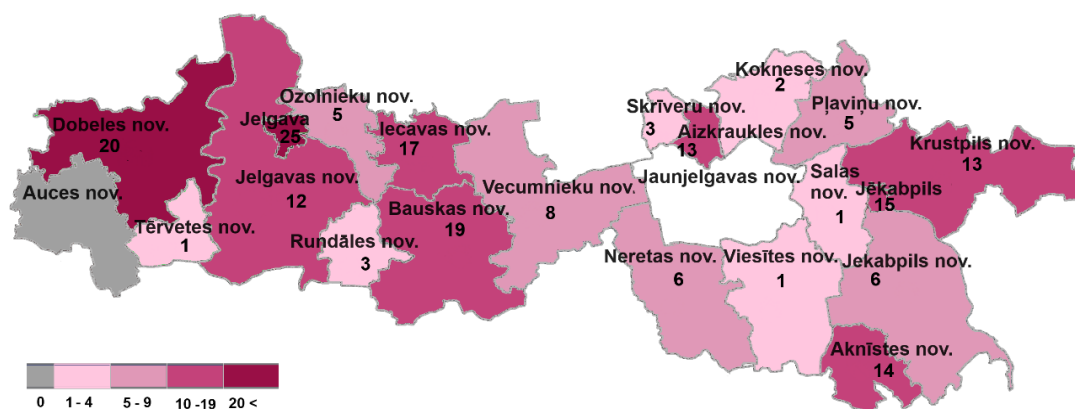 Kokneses nov.
2
Ozolnieku nov.
5
Skrīveru nov.
3
Pļaviņu nov.
5
Dobeles nov.
20
Jelgava
25
Iecavas nov.
17
Aizkraukles nov.
13
Krustpils nov.
13
Auces nov.
Jelgavas nov.
12
Vecumnieku nov.
8
Jaunjelgavas nov.
Salas
nov.
1
Jēkabpils
15
Tērvetes nov.
1
Rundāles nov.
3
Bauskas nov.
19
Neretas nov.
6
Viesītes nov.
1
Jekabpils nov.
6
Aknīstes nov.
14
0 1 - 4 5 - 9 10 -19 20 <